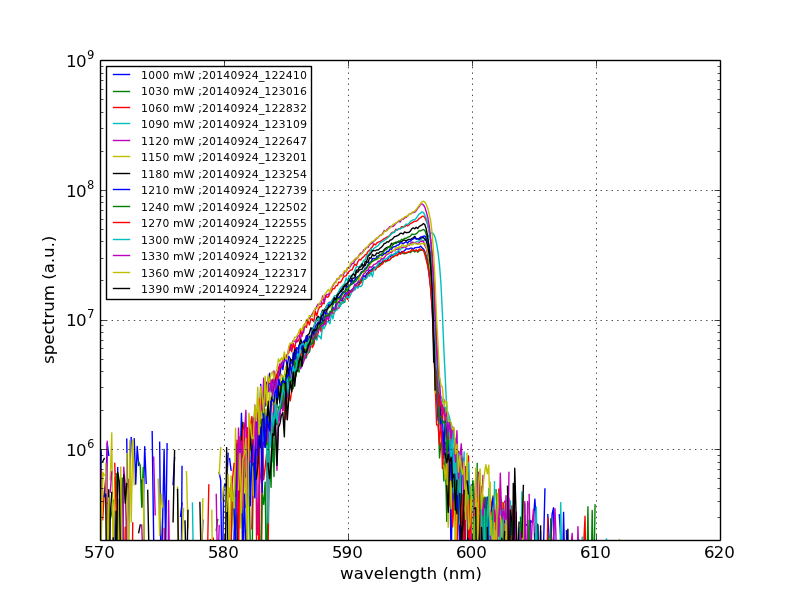 10^9
10^8
10^7
10^6
spectrum (a.u.)
1000 mW ;20140924_122410
1030 mW ;20140924_123016
1060 mW ;20140924_122832
1090 mW ;20140924_123109
1120 mW ;20140924_122647
1150 mW ;20140924_123201
1180 mW ;20140924_123254
1210 mW ;20140924_122739
1240 mW ;20140924_122502
1270 mW ;20140924_122555
1300 mW ;20140924_122225
1330 mW ;20140924_122132
1360 mW ;20140924_122317
1390 mW ;20140924_122924
570 580 590 600 610 620
wavelength (nm)